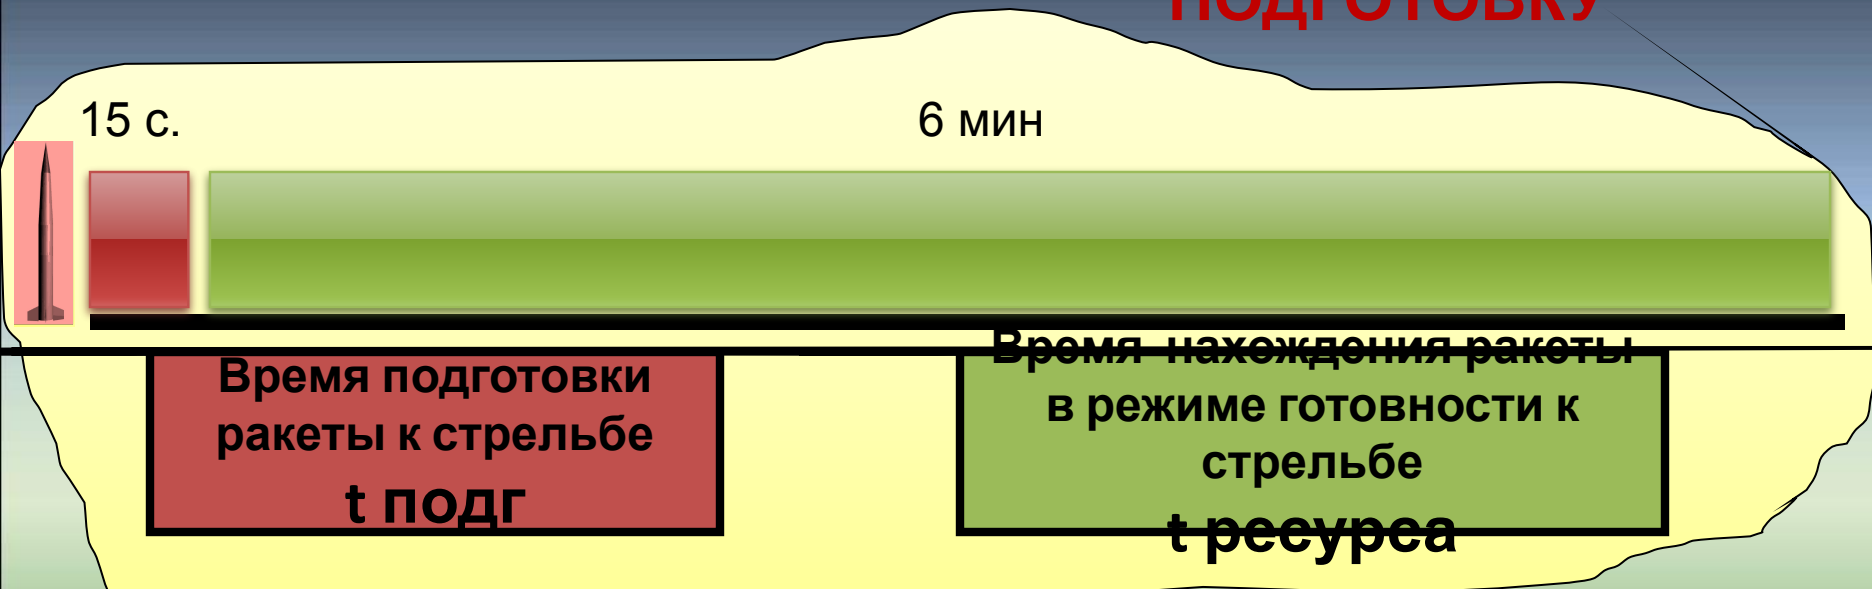 ПОДГОТОВКУ
15 с.
6 мин
Время подготовки
ракеты к стрельбе
t подг
Время нахождения ракеты
в режиме готовности к
стрельбе
t ресурса